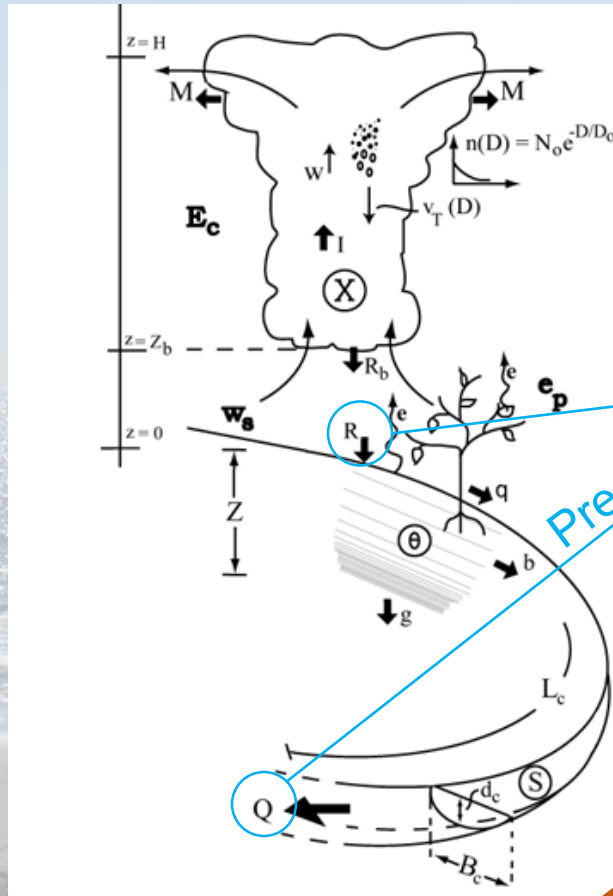 z=H
M M
n(D) = N₀e^-D/D₀
w
v_T (D)
E_c
I
X
z=Z_b
R_b
e
e_p
w_s
e
z=0
R
q
Z
θ
b
Pre
g
L_c
S
d_c
Q
B_c